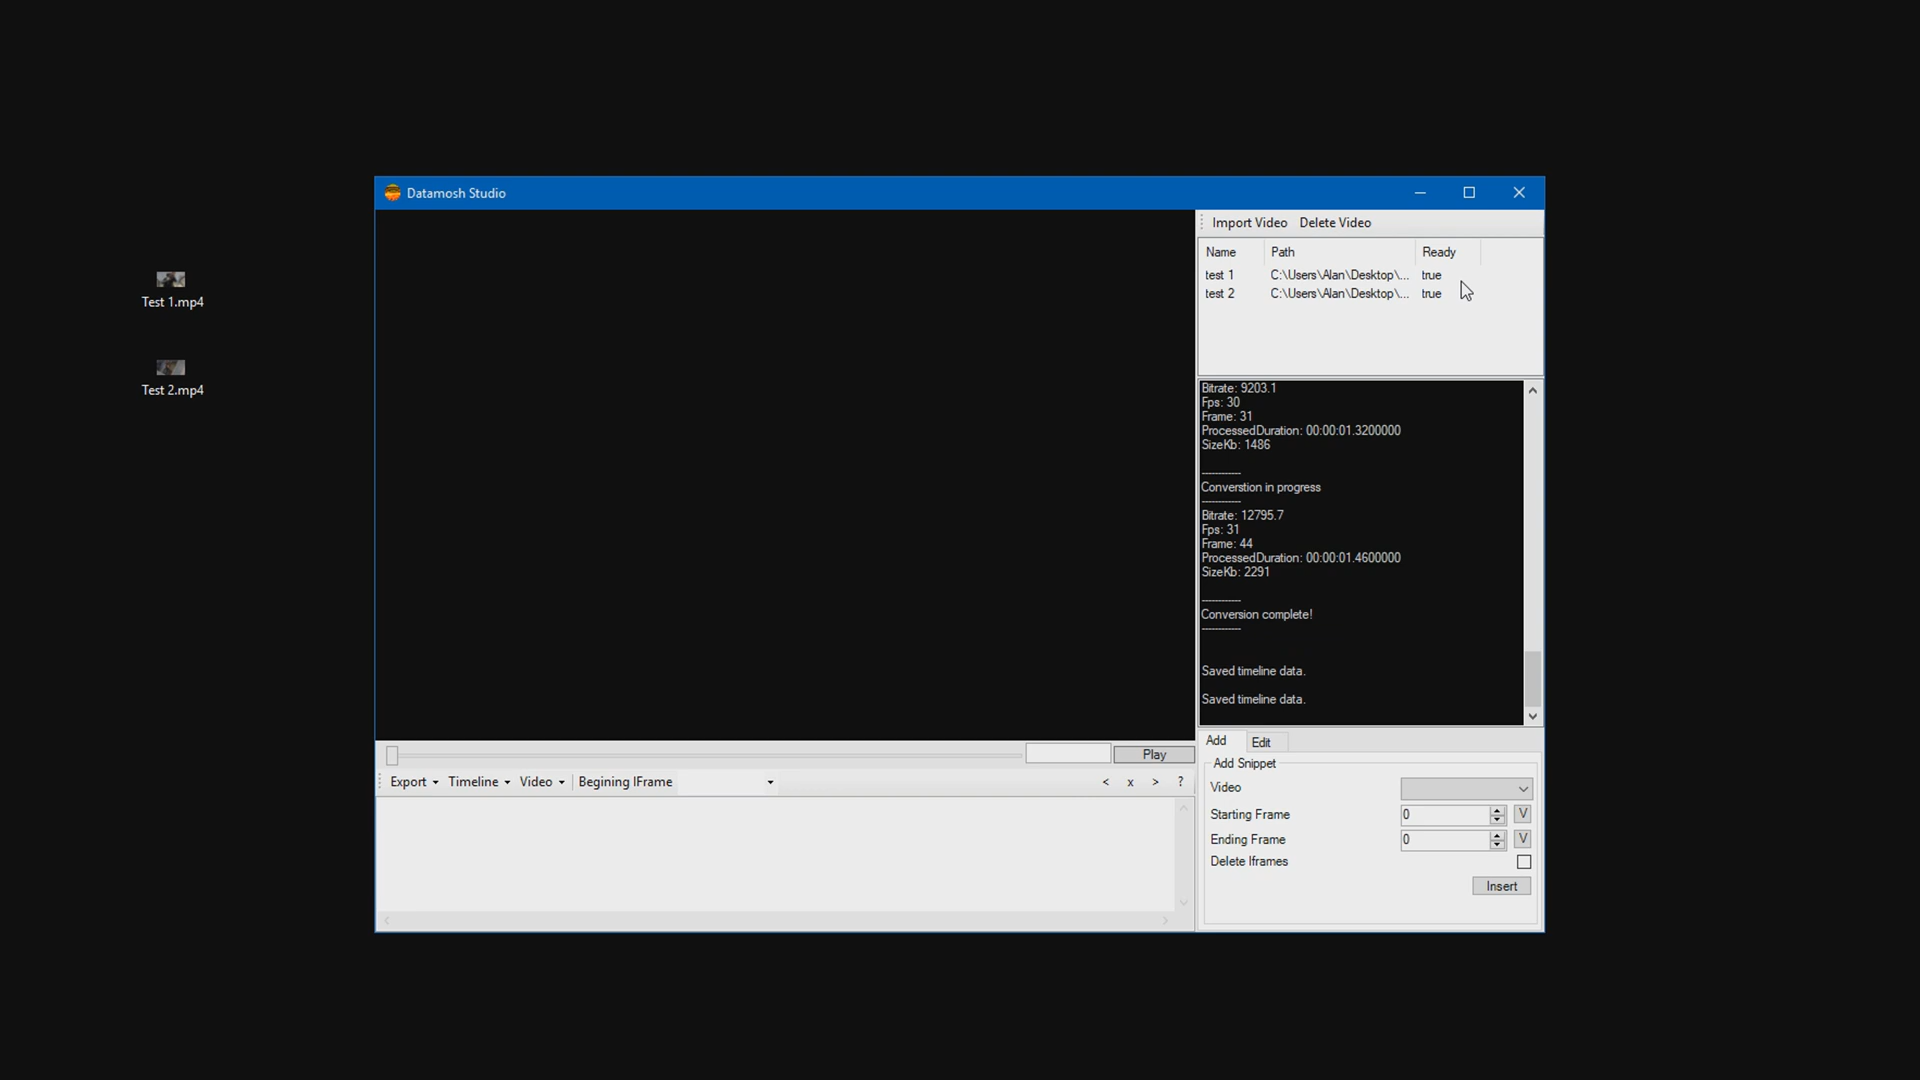 Test 1.mp4
Test 2.mp4
Datamosh Studio
Import Video Delete Video
Name Path Ready
test 1 C:\Users\Alan\Desktop\... true
test 2 C:\Users\Alan\Desktop\... true
Bitrate: 9203.1
Fps: 30
Frame: 31
ProcessedDuration: 00:00:01.3200000
SizeKb: 1486
------------
Converstion in progress
------------
Bitrate: 12795.7
Fps: 31
Frame: 44
ProcessedDuration: 00:00:01.4600000
SizeKb: 2291
------------
Conversion complete!
------------
Saved timeline data.
Saved timeline data.
Play
Export Timeline Video Begining IFrame < x > ?
Add Edit
Add Snippet
Video
Starting Frame 0 V
Ending Frame 0 V
Delete Iframes
Insert